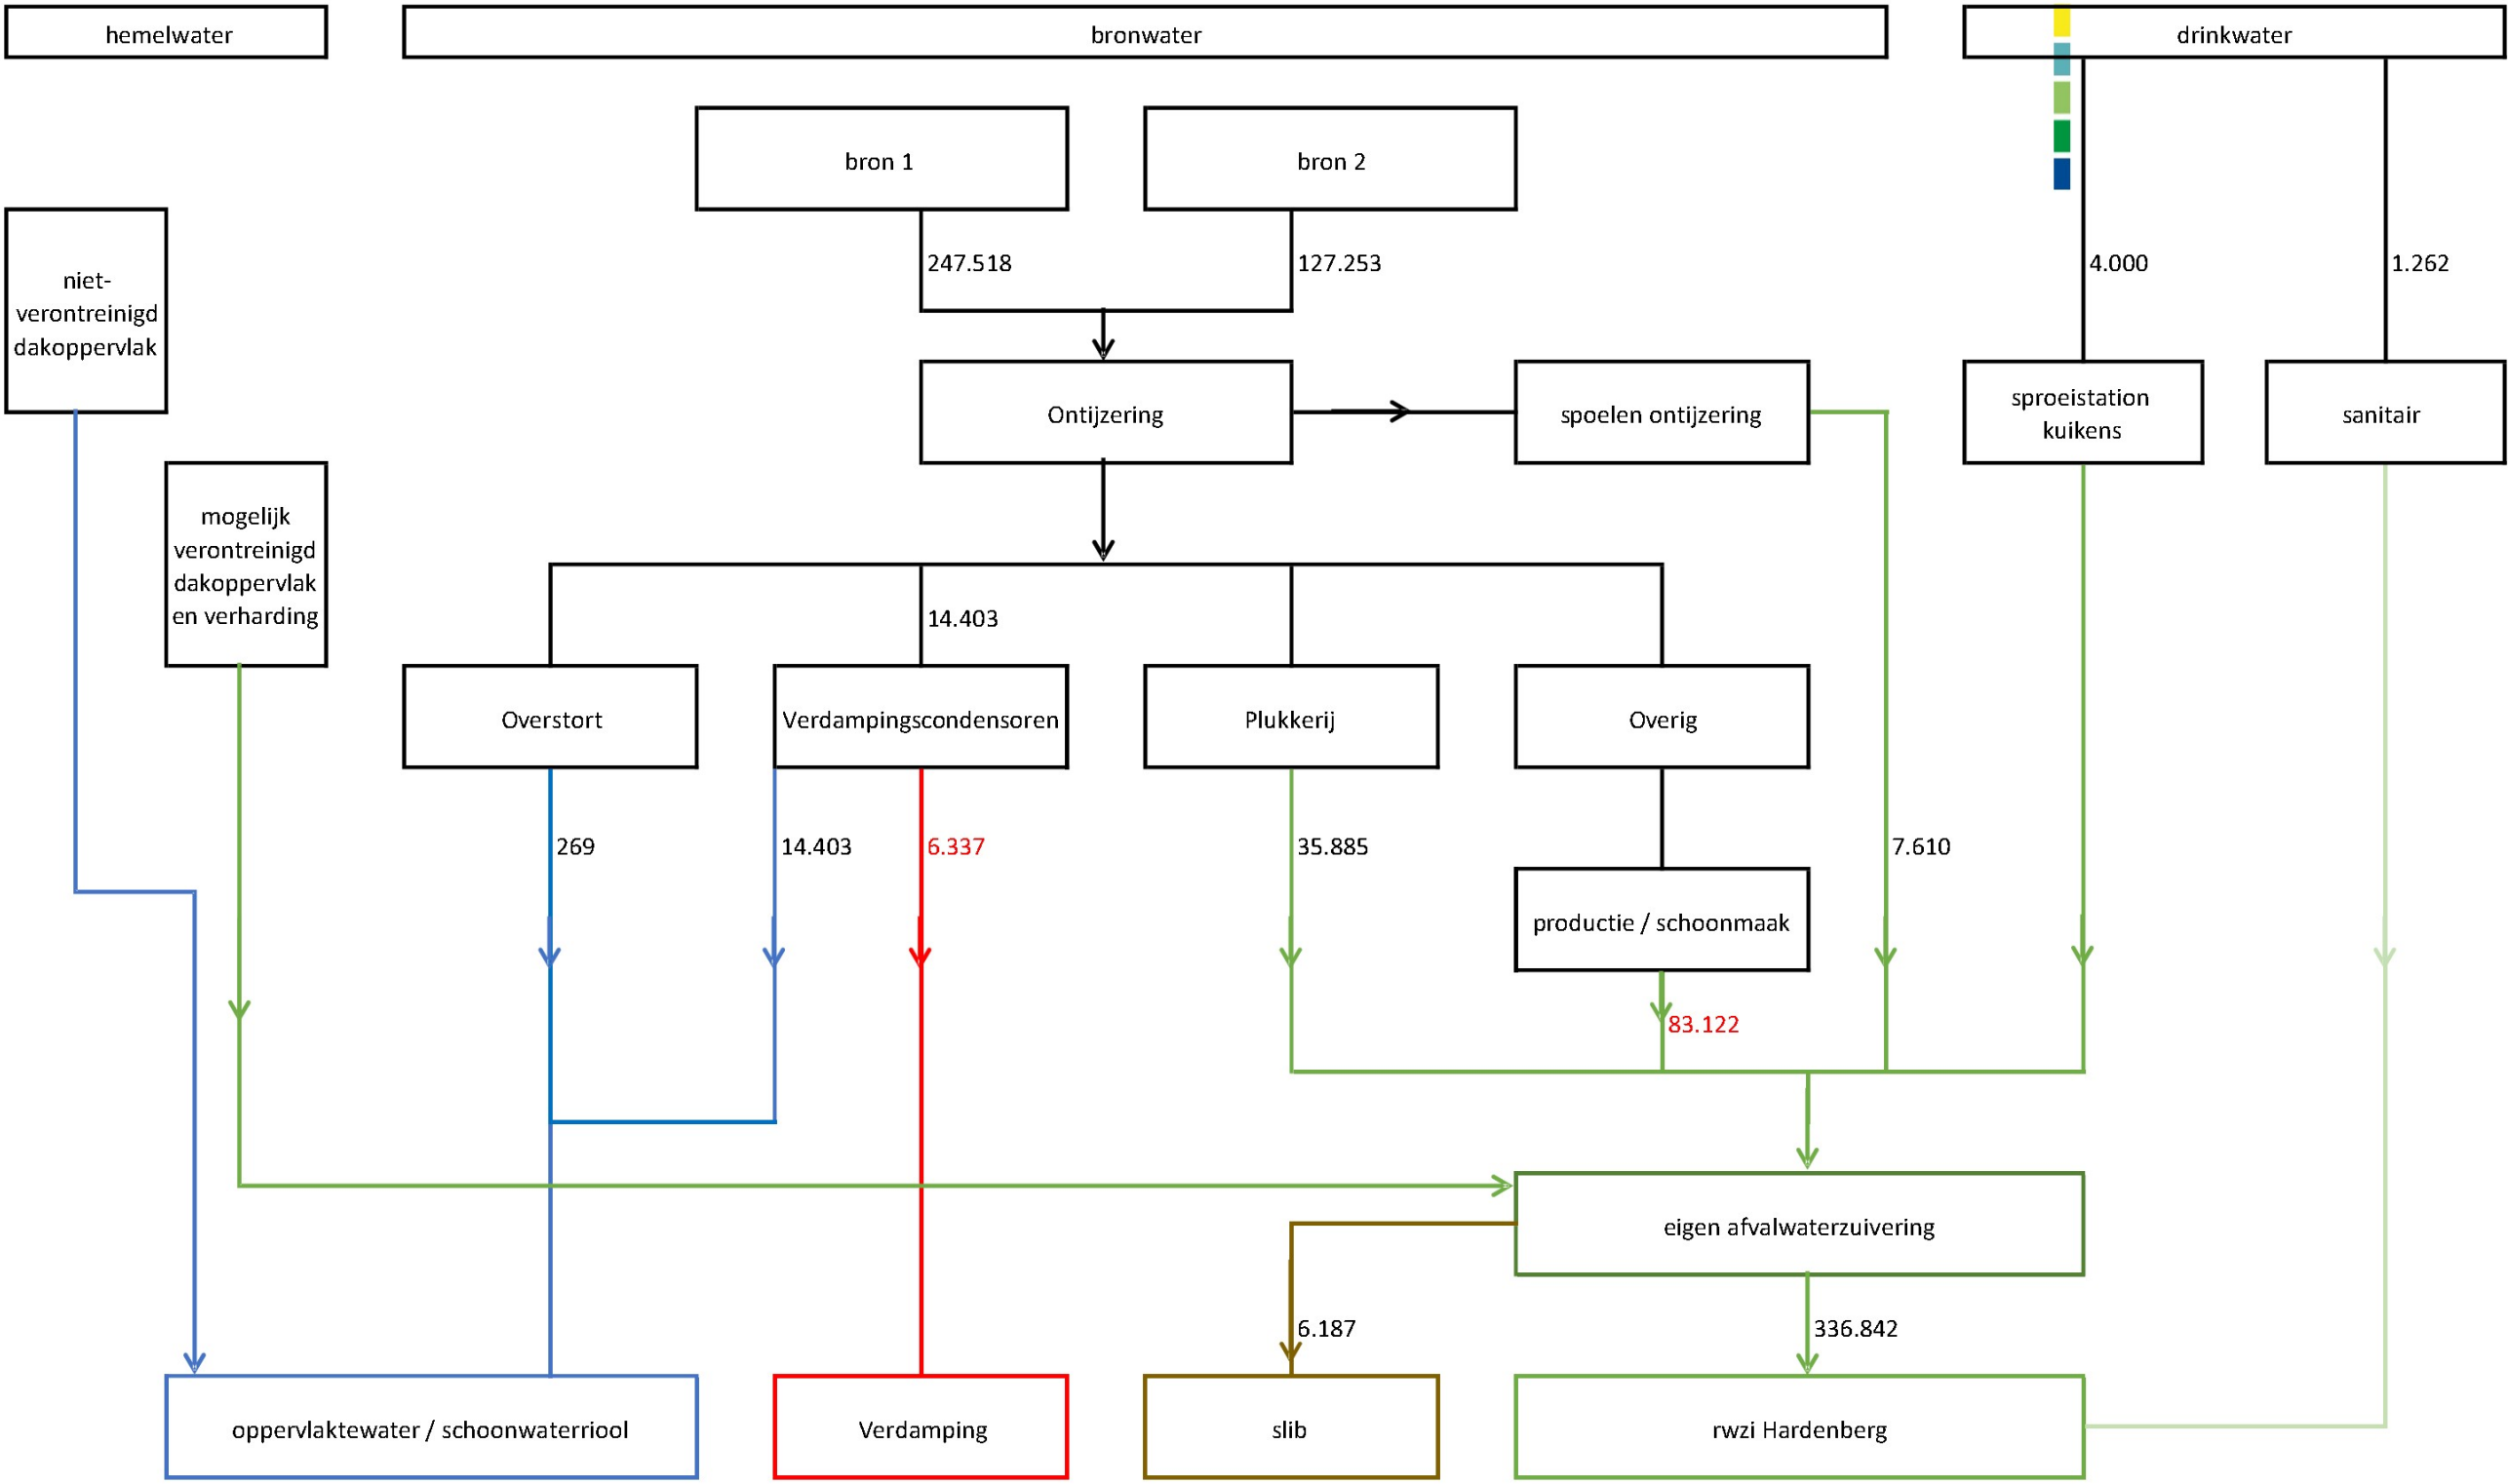 hemelwater
bronwater
drinkwater
bron 1
bron 2
247.518
127.253
4.000
1.262
niet-
verontreinigd
dakoppervlak
Ontijzering
spoelen ontijzering
sproeistation
kuikens
sanitair
mogelijk
verontreinigd
dakoppervlak
en verharding
14.403
Overstort
Verdampingscondensoren
Plukkerij
Overig
269
14.403
6.337
35.885
7.610
productie / schoonmaak
83.122
eigen afvalwaterzuivering
6.187
336.842
oppervlaktewater / schoonwaterriool
Verdamping
slib
rwzi Hardenberg